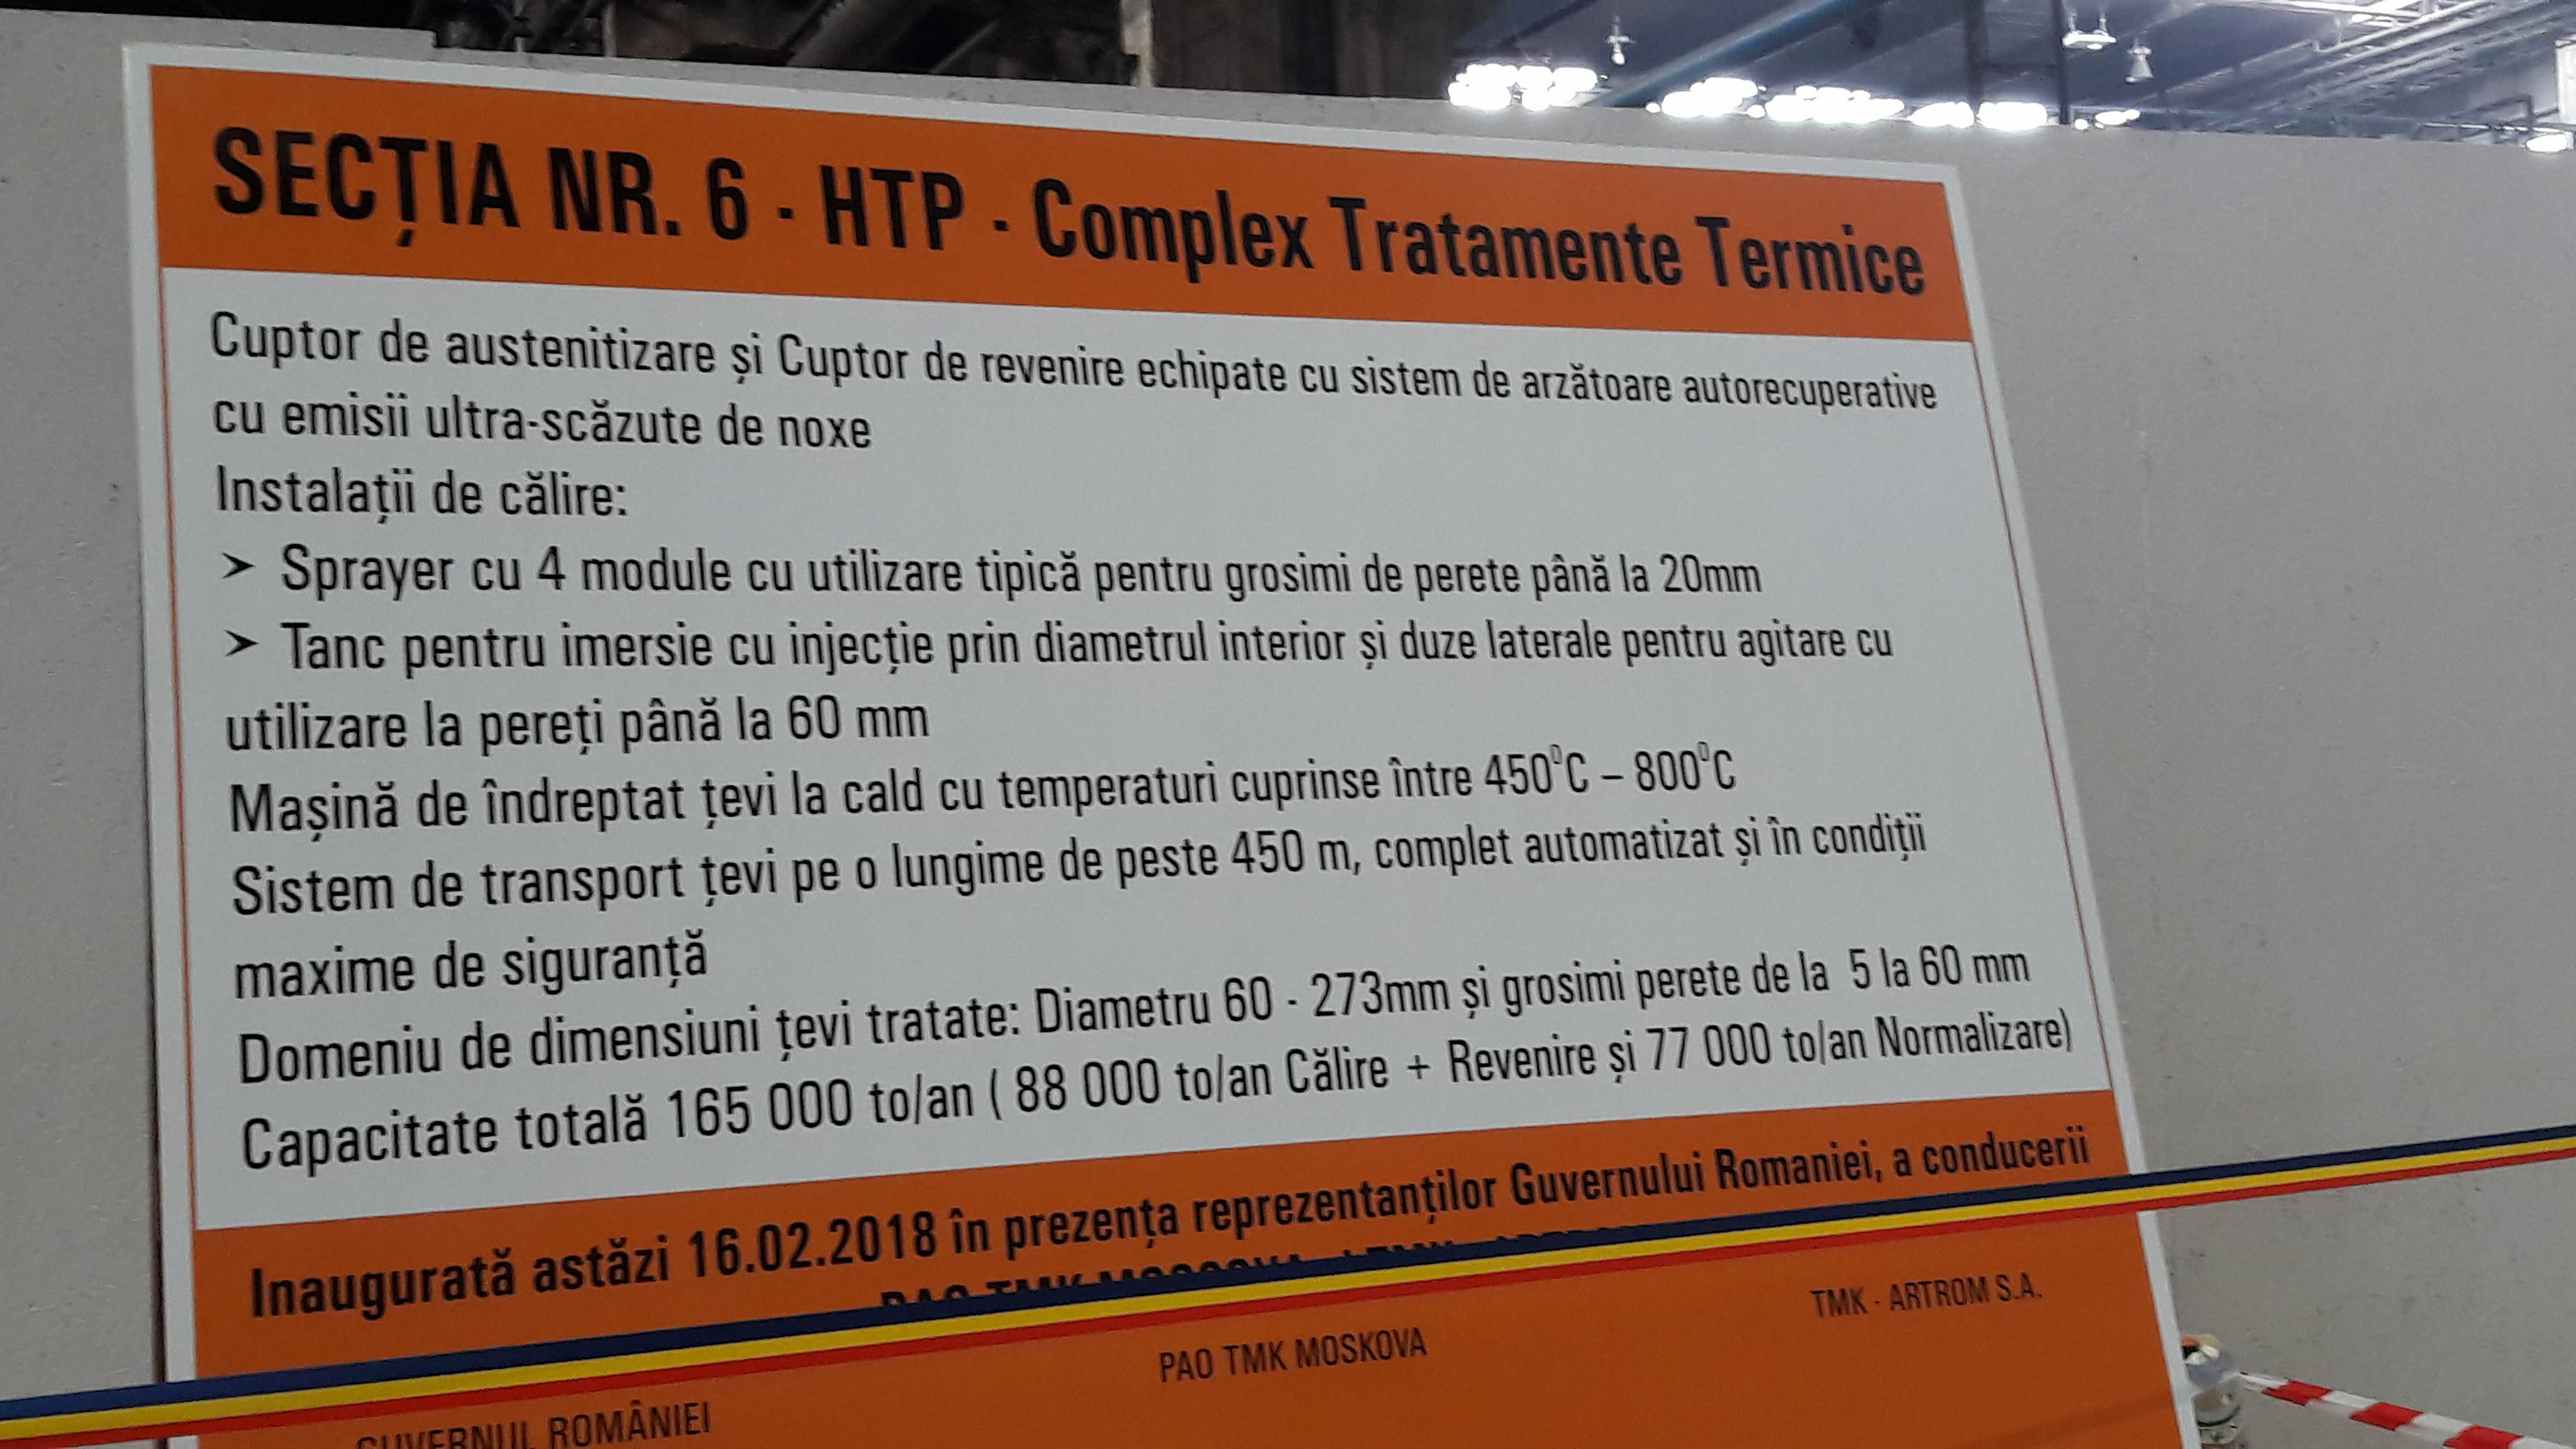 SECȚIA NR. 6 - HTP - Complex Tratamente Termice
Cuptor de austenitizare și Cuptor de revenire echipate cu sistem de arzătoare autorecuperative
cu emisii ultra-scăzute de noxe
Instalații de călire:
➢ Sprayer cu 4 module cu utilizare tipică pentru grosimi de perete până la 20mm
➢ Tanc pentru imersie cu injecție prin diametrul interior și duze laterale pentru agitare cu
utilizare la pereți până la 60 mm
Mașină de îndreptat țevi la cald cu temperaturi cuprinse între 450⁰C – 800⁰C
Sistem de transport țevi pe o lungime de peste 450 m, complet automatizat și în condiții
maxime de siguranță
Domeniu de dimensiuni țevi tratate: Diametru 60 - 273mm și grosimi perete de la 5 la 60 mm
Capacitate totală 165 000 to/an ( 88 000 to/an Călire + Revenire și 77 000 to/an Normalizare)
Inaugurată astăzi 16.02.2018 în prezența reprezentanților Guvernului Romaniei, a conducerii
PAO TMK
GUVERNUL ROMÂNIEI
PAO TMK MOSKOVA
TMK - ARTROM S.A.